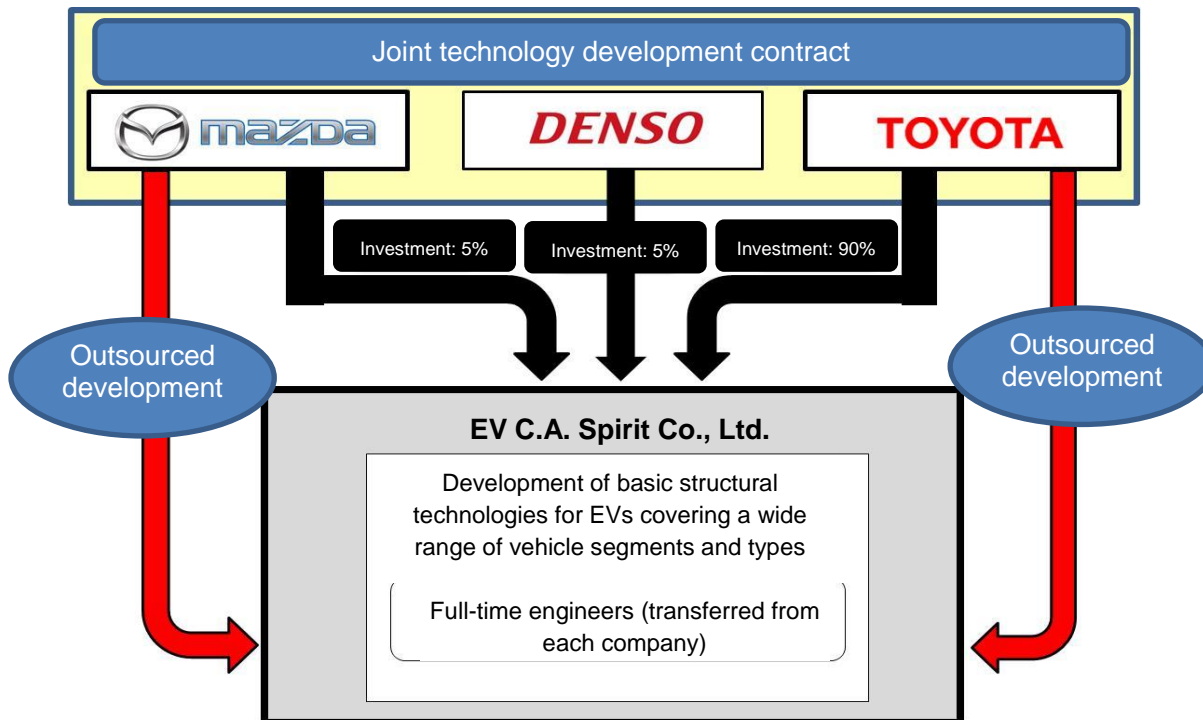 Joint technology development contract
mazda
DENSO
TOYOTA
Investment: 5%
Investment: 5%
Investment: 90%
Outsourced
development
Outsourced
development
EV C.A. Spirit Co., Ltd.
Development of basic structural
technologies for EVs covering a wide
range of vehicle segments and types
Full-time engineers (transferred from
each company)